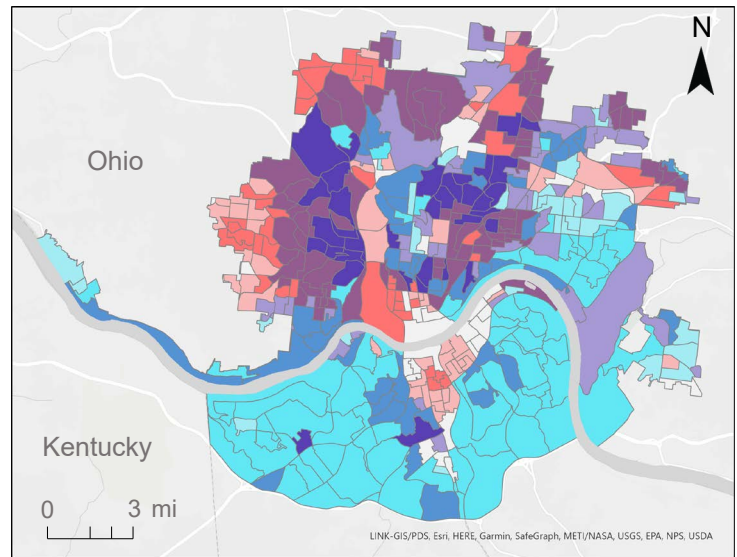 N
Ohio
Kentucky
0 3 mi
LINK-GIS/PDS, Esri, HERE, Garmin, SafeGraph, METI/NASA, USGS, EPA, NPS, USDA